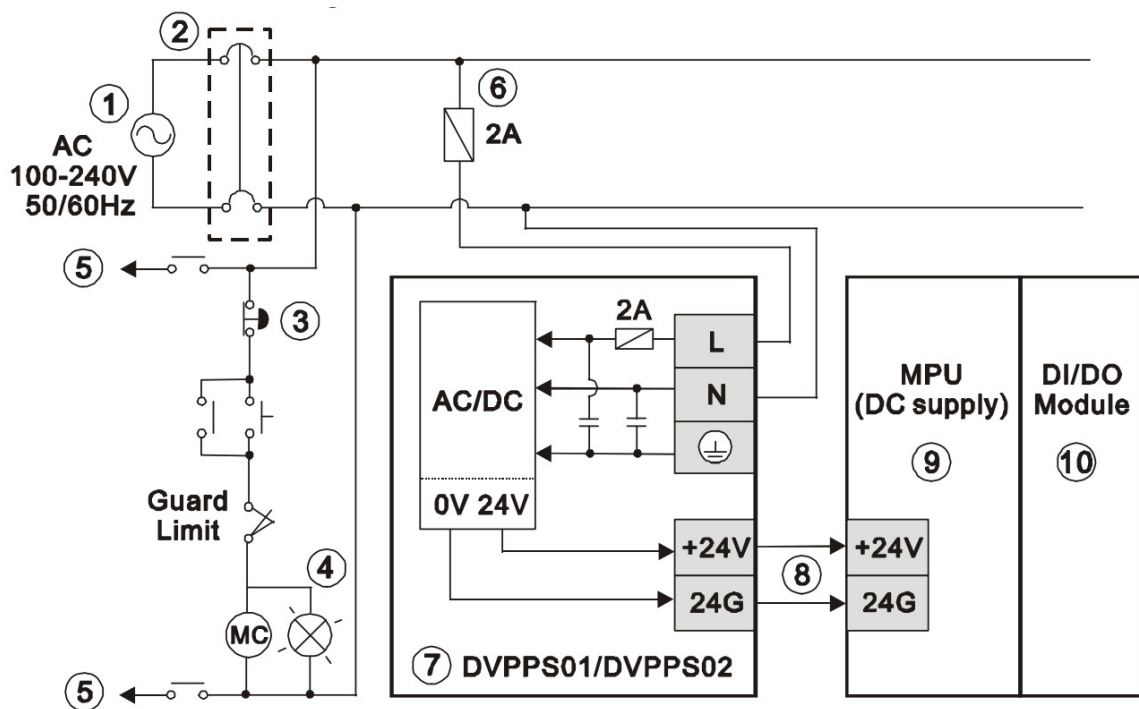 ②
①
AC
100-240V
50/60Hz
⑥
2A
⑤
③
Guard
Limit
④
MC
⑤
2A
L
N
AC/DC
0V 24V
+24V
24G
⑧
+24V
24G
⑦ DVPPS01/DVPPS02
MPU
(DC supply)
⑨
DI/DO
Module
⑩